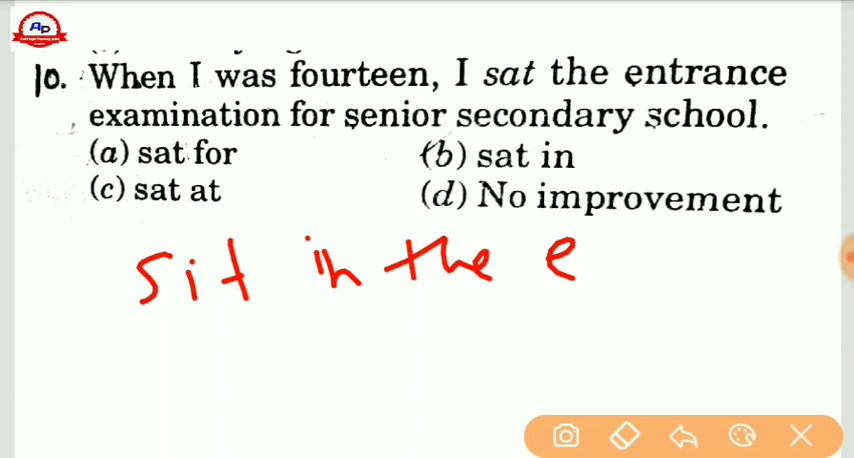 AP
10. When I was fourteen, I sat the entrance
examination for senior secondary school.
(a) sat for (b) sat in
(c) sat at (d) No improvement
sit in the e